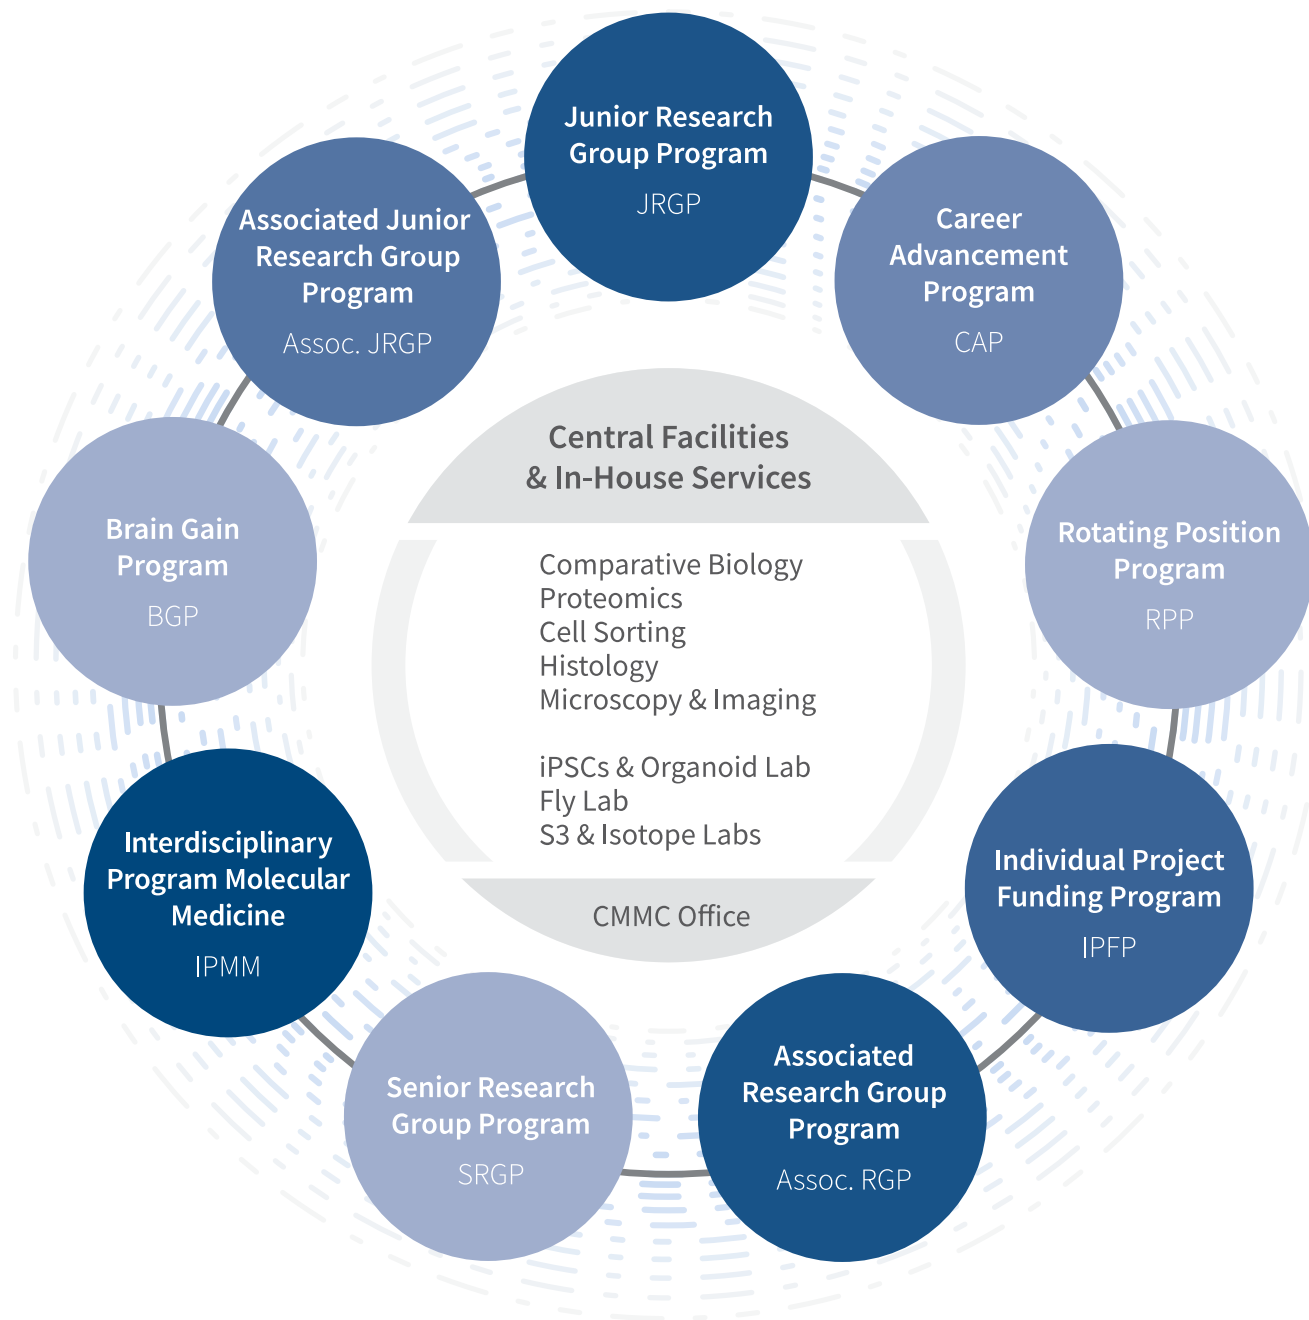 Junior Research
Group Program
JRGP
Career
Advancement
Program
CAP
Rotating Position
Program
RPP
Individual Project
Funding Program
IPFP
Associated
Research Group
Program
Assoc. RGP
Senior Research
Group Program
SRGP
Interdisciplinary
Program Molecular
Medicine
IPMM
Brain Gain
Program
BGP
Associated Junior
Research Group
Program
Assoc. JRGP
Central Facilities
& In-House Services
Comparative Biology
Proteomics
Cell Sorting
Histology
Microscopy & Imaging
iPSCs & Organoid Lab
Fly Lab
S3 & Isotope Labs
CMMC Office